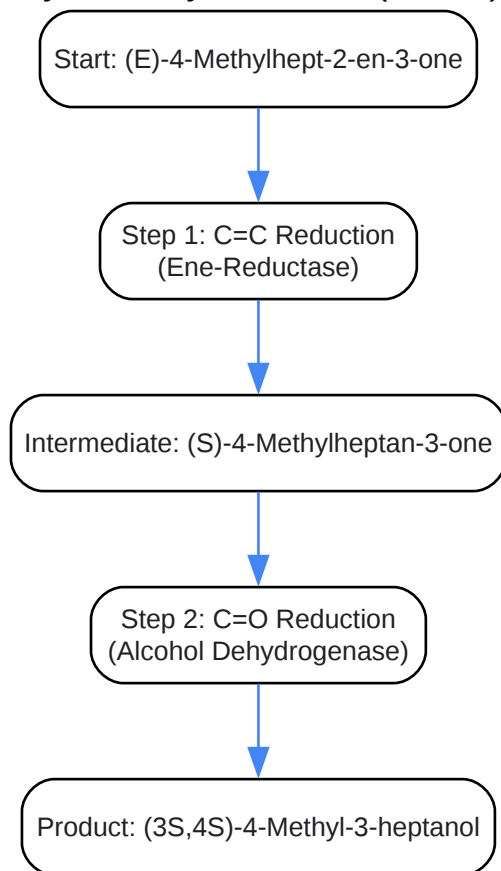 Start: (E)-4-Methylhept-2-en-3-one
Step 1: C=C Reduction
(Ene-Reductase)
Intermediate: (S)-4-Methylheptan-3-one
Step 2: C=O Reduction
(Alcohol Dehydrogenase)
Product: (3S,4S)-4-Methyl-3-heptanol